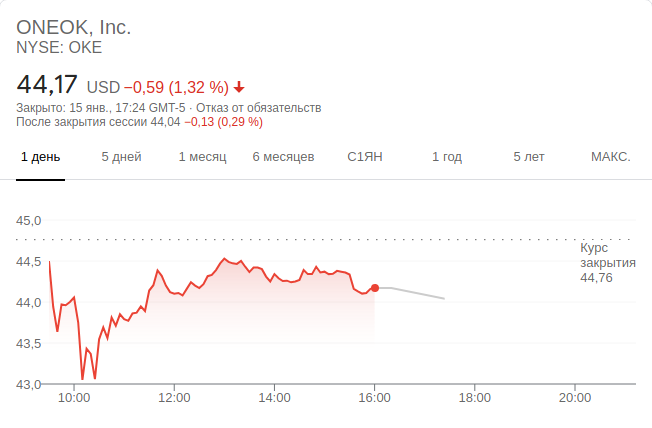 ONEOK, Inc.
NYSE: OKE
44,17 USD −0,59 (1,32 %)
Закрыто: 15 янв., 17:24 GMT-5 · Отказ от обязательств
После закрытия сессии 44,04 −0,13 (0,29 %)
1 день 5 дней 1 месяц 6 месяцев С1ЯН 1 год 5 лет МАКС.
45,0
Курс
закрытия
44,76
44,5
44,0
43,5
43,0
10:00 12:00 14:00 16:00 18:00 20:00